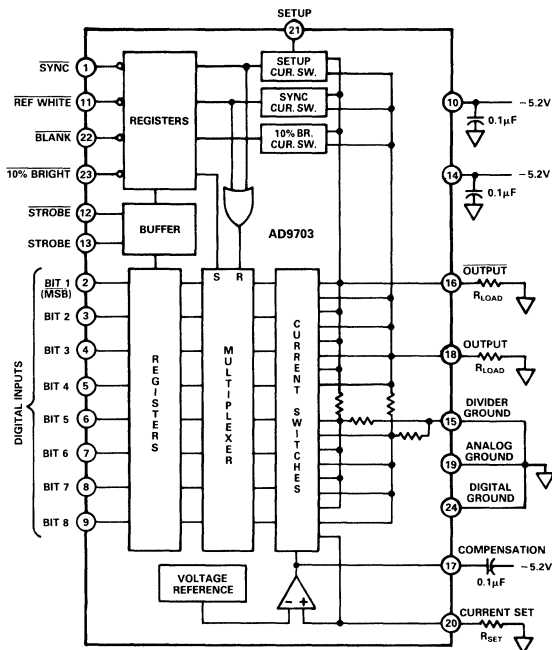 SETUP
21
SYNC
1
REF WHITE
11
BLANK
22
10% BRIGHT
23
STROBE
12
STROBE
13
REGISTERS
BUFFER
SETUP
CUR. SW.
SYNC
CUR. SW.
10% BR.
CUR. SW.
AD9703
10
-5.2V
0.1μF
14
-5.2V
0.1μF
DIGITAL INPUTS
BIT 1
(MSB)
2
BIT 2
3
BIT 3
4
BIT 4
5
BIT 5
6
BIT 6
7
BIT 7
8
BIT 8
9
REGISTERS
S R
MULTIPLEXER
CURRENT SWITCHES
OUTPUT
16
RLOAD
OUTPUT
18
RLOAD
DIVIDER
GROUND
15
ANALOG
GROUND
19
DIGITAL
GROUND
24
COMPENSATION
17
-5.2V
0.1μF
VOLTAGE
REFERENCE
- +
CURRENT SET
20
RSET